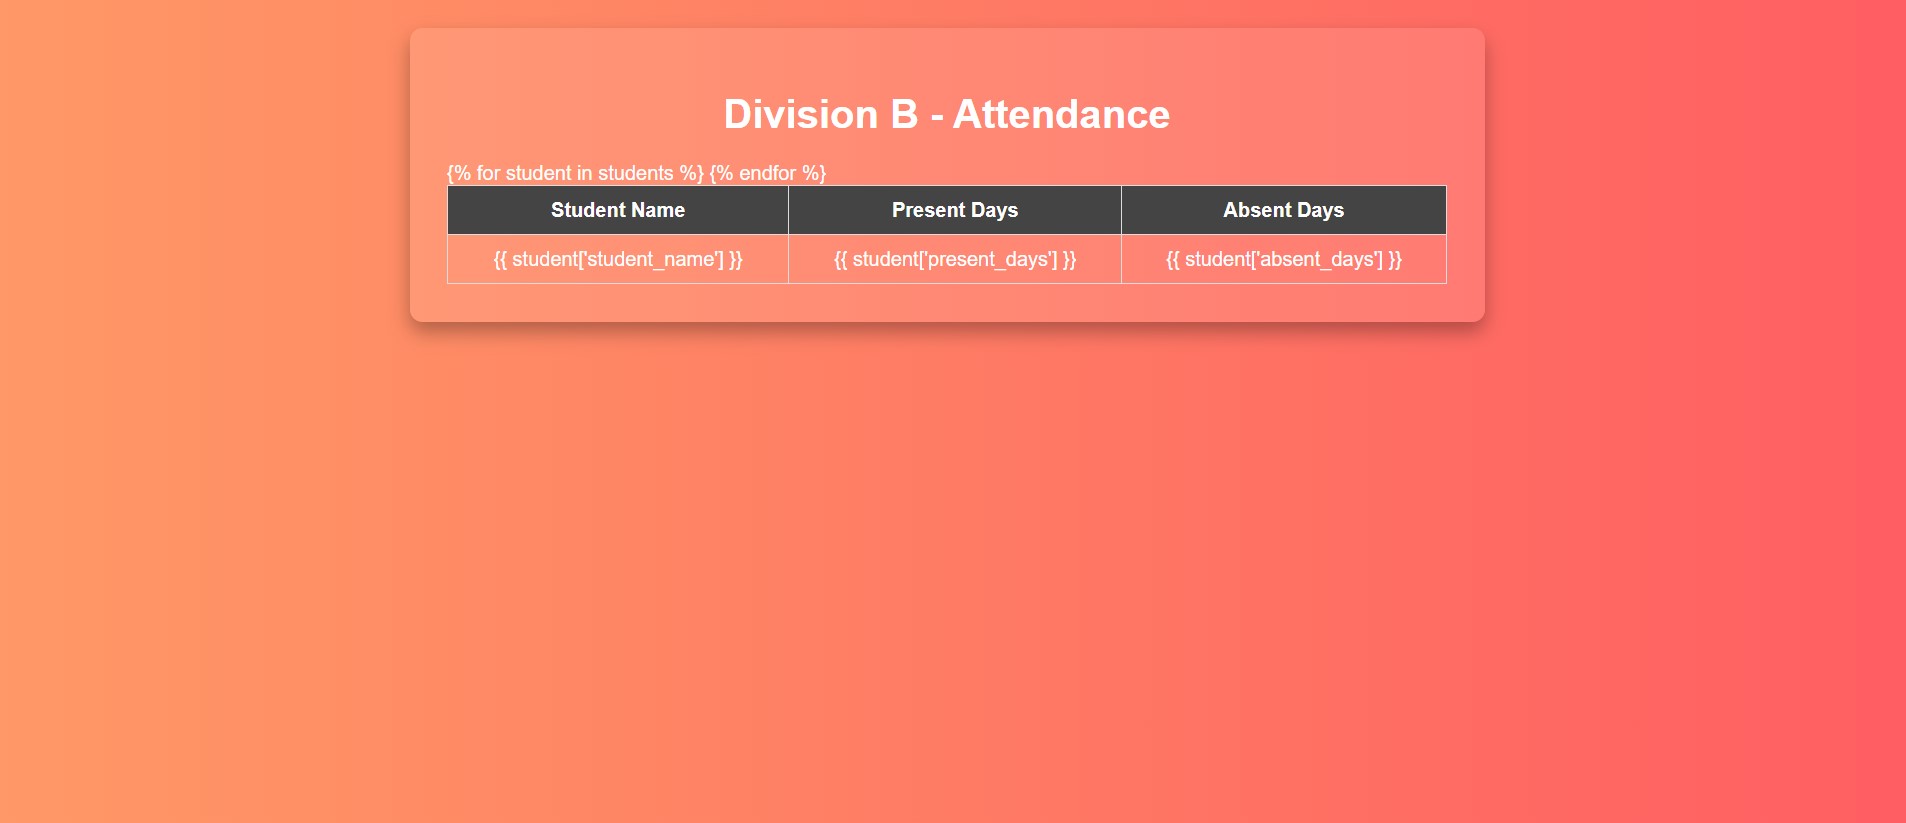 Division B - Attendance
{% for student in students %} {% endfor %}
Student Name Present Days Absent Days
{{ student['student_name'] }} {{ student['present_days'] }} {{ student['absent_days'] }}